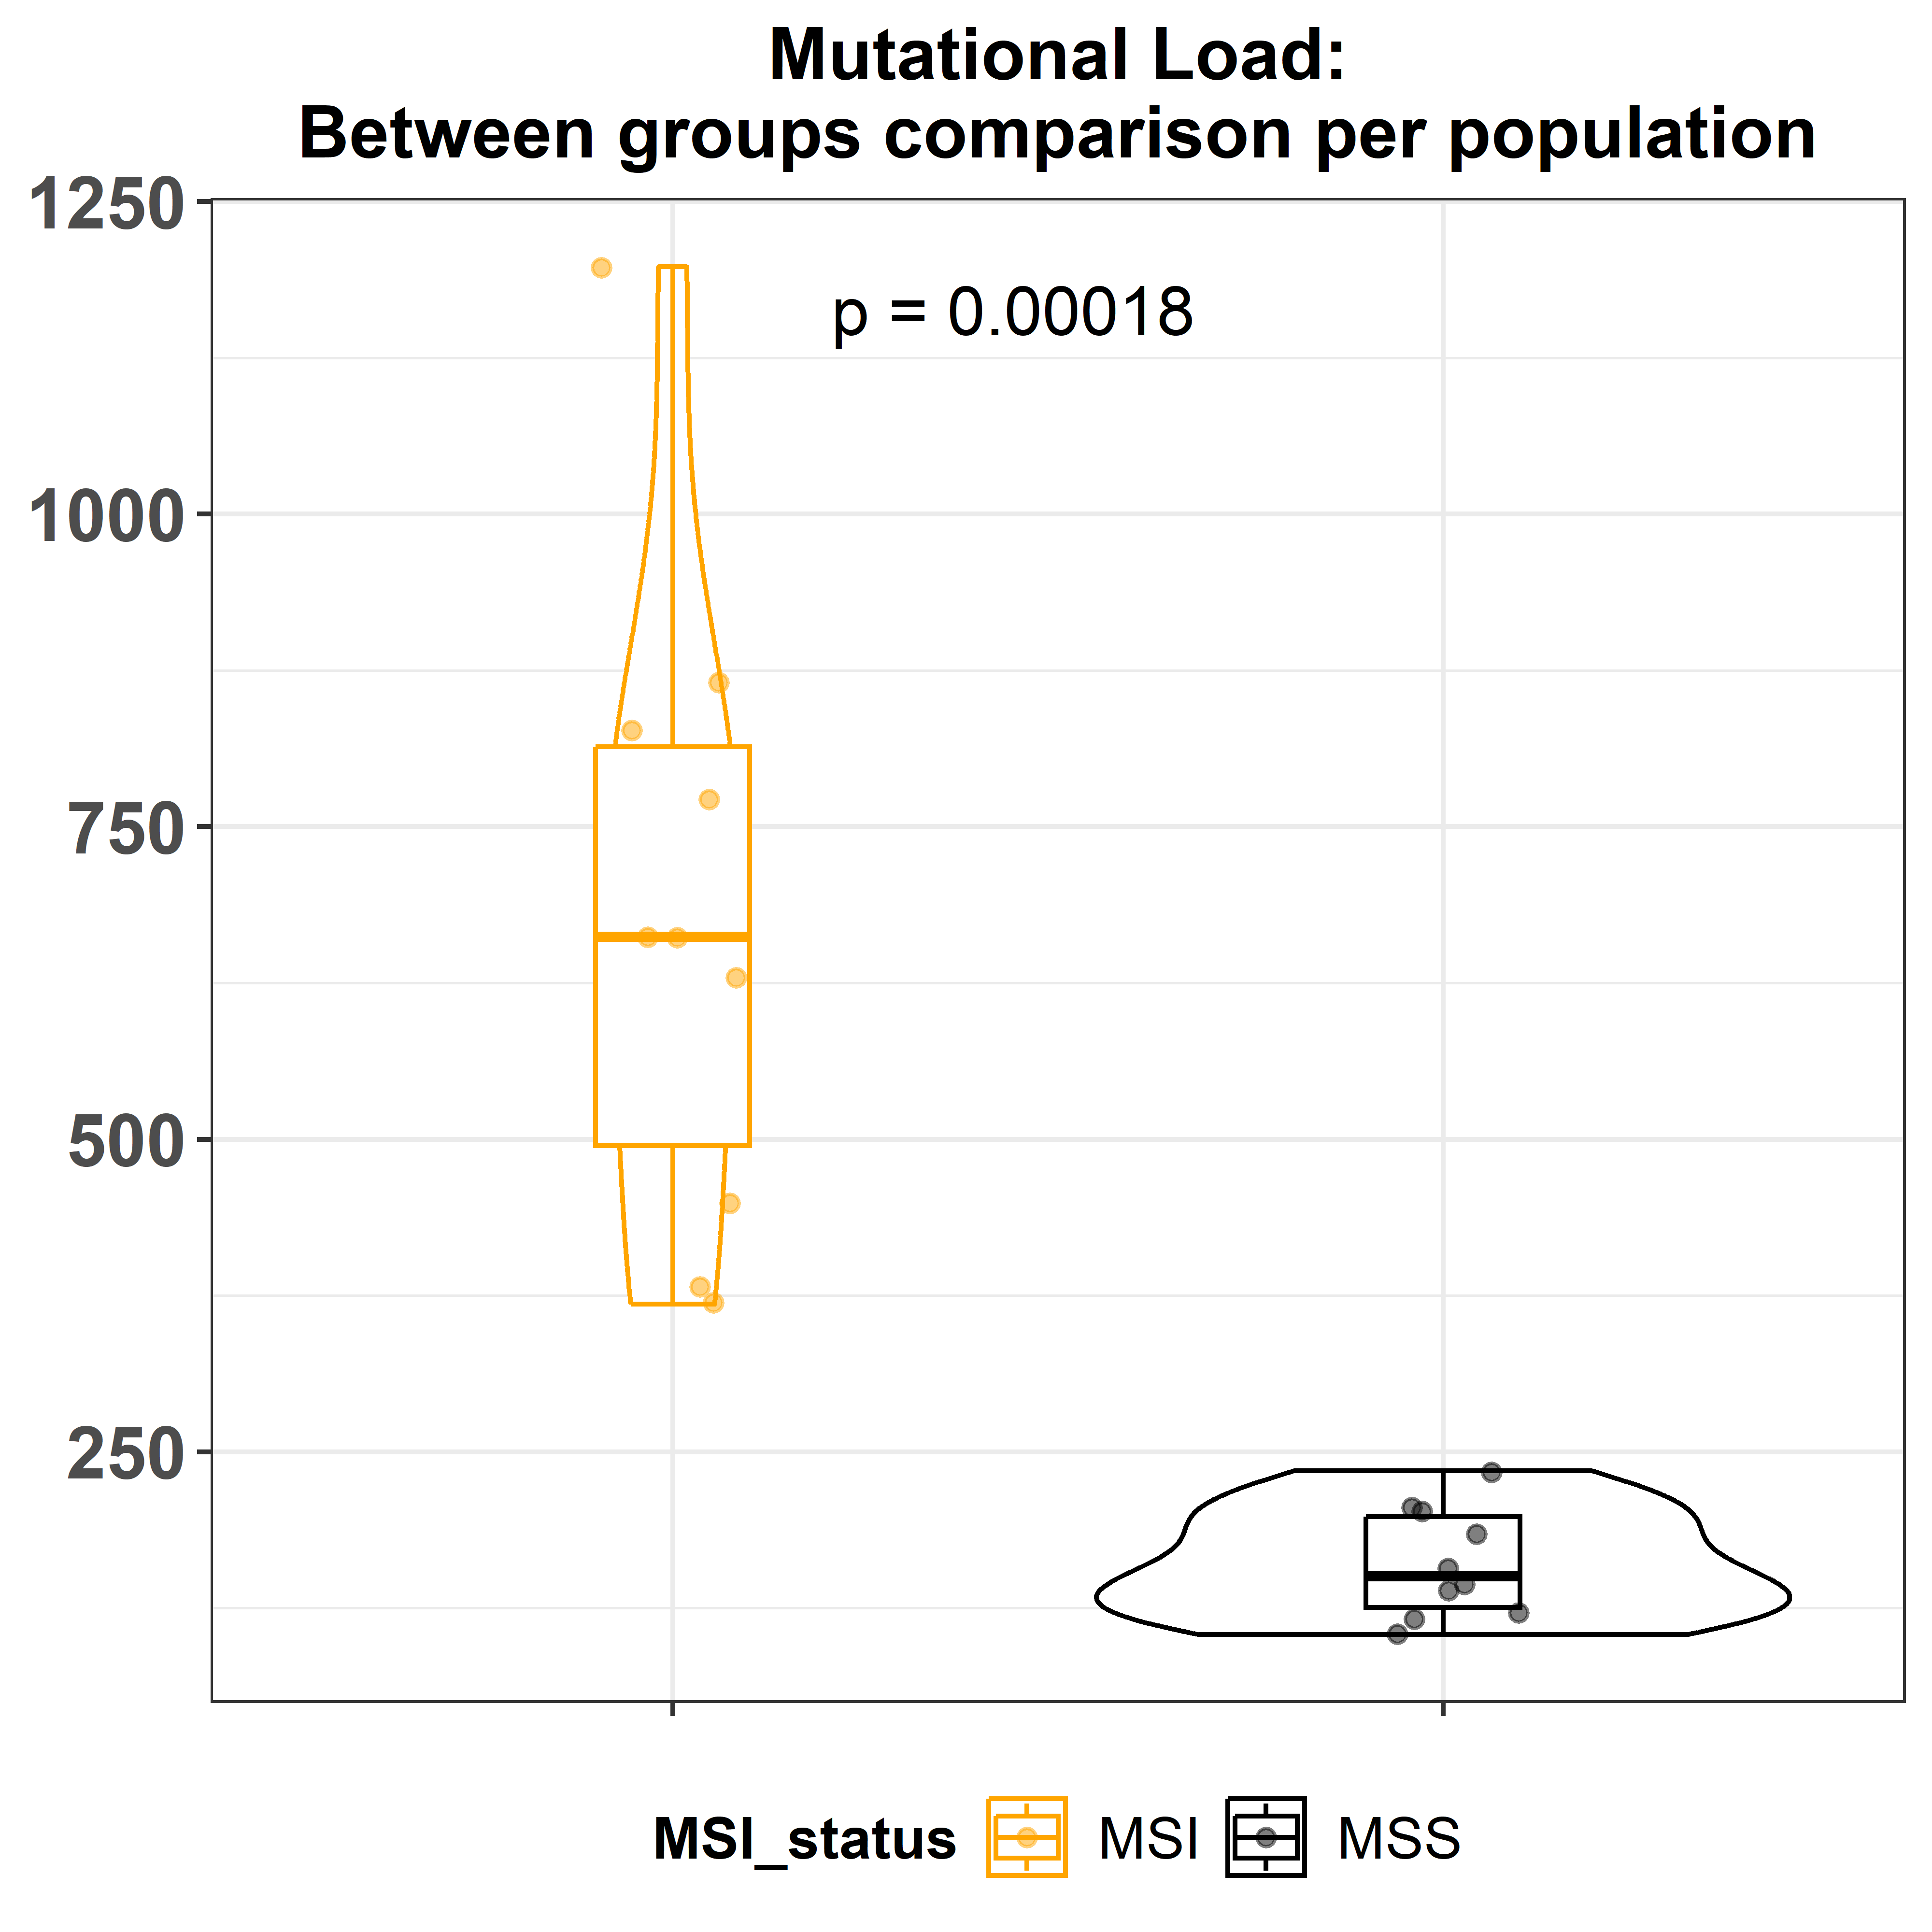 Mutational Load:
Between groups comparison per population
1250
p = 0.00018
1000
750
500
250
MSI_status MSI MSS